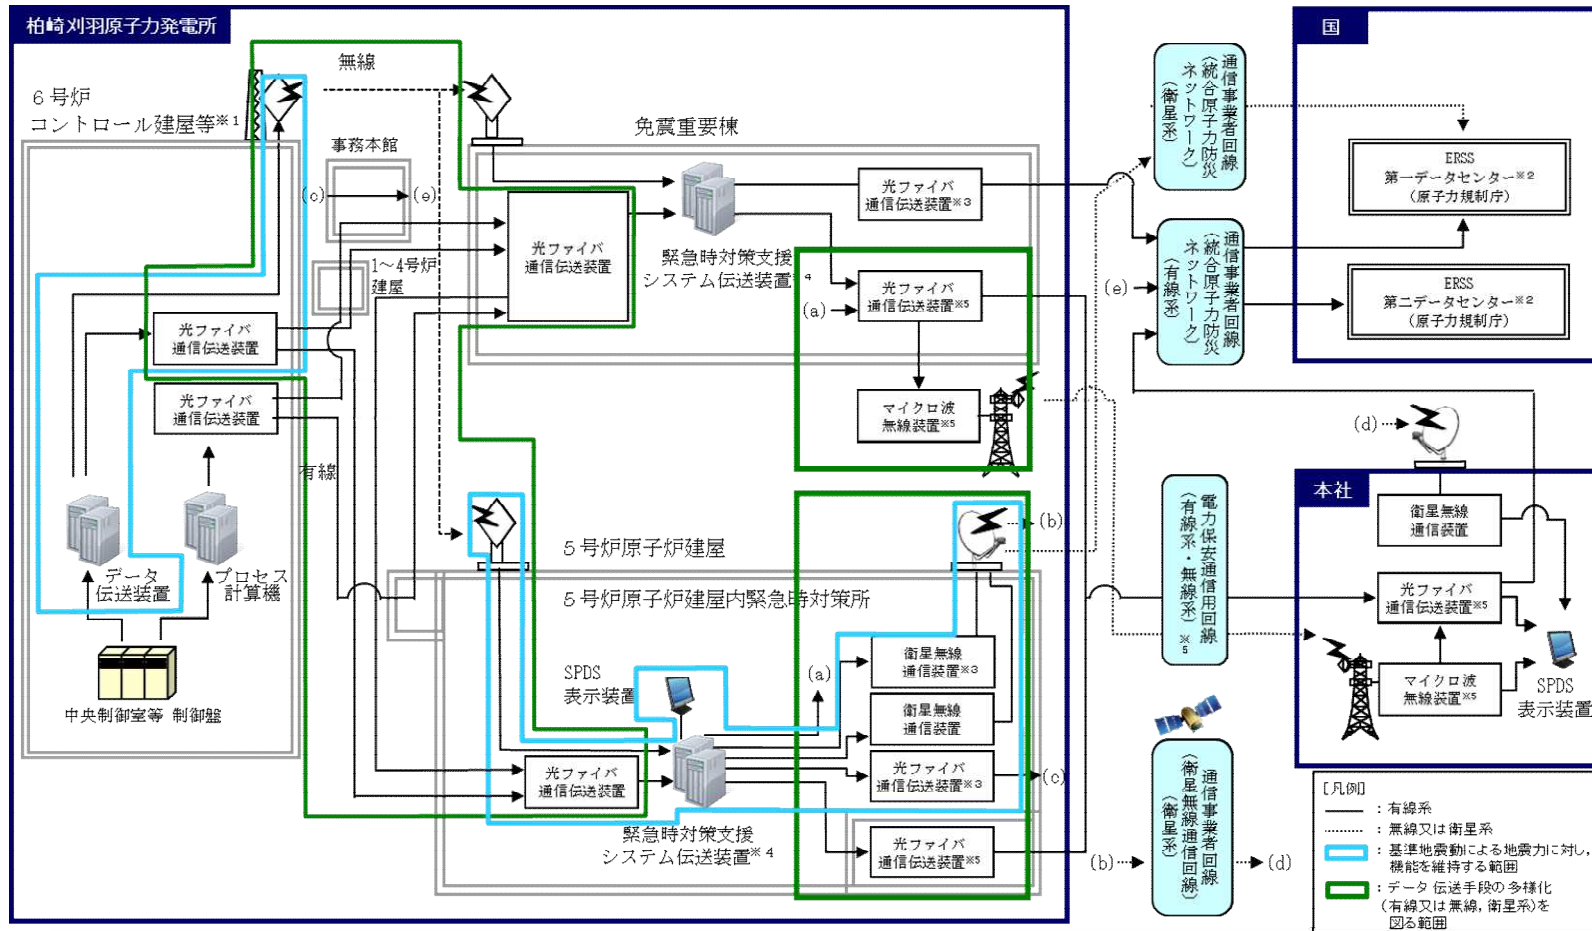 柏崎刈羽原子力発電所
6号炉
コントロール建屋等※1
無線
事務本館
(c)
(e)
1～4号炉
建屋
免震重要棟
光ファイバ
通信伝送装置
緊急時対策支援
システム伝送装置※4
光ファイバ
通信伝送装置※3
光ファイバ
通信伝送装置※5
(a)
マイクロ波
無線装置※5
光ファイバ
通信伝送装置
光ファイバ
通信伝送装置
有線
データ
伝送装置
プロセス
計算機
中央制御室等 制御盤
5号炉原子炉建屋
5号炉原子炉建屋内緊急時対策所
SPDS
表示装置
(a)
(b)
衛星無線
通信装置※3
衛星無線
通信装置
光ファイバ
通信伝送装置※3
(c)
光ファイバ
通信伝送装置※5
光ファイバ
通信伝送装置
緊急時対策支援
システム伝送装置※4
通信事業者回線
(統合原子力防災
ネットワーク)
(衛星系)
通信事業者回線
(統合原子力防災
ネットワーク)
(有線系)
(e)
電力保安通信用回線
(有線系・無線系)※5
通信事業者回線
(衛星無線通信回線)
(衛星系)
(b)
(d)
国
ERSS
第一データセンター※2
(原子力規制庁)
ERSS
第二データセンター※2
(原子力規制庁)
(d)
本社
衛星無線
通信装置
光ファイバ
通信伝送装置※5
マイクロ波
無線装置※5
SPDS
表示装置
[凡例]
：有線系
：無線又は衛星系
：基準地震動による地震力に対し,
機能を維持する範囲
：データ伝送手段の多様化
(有線又は無線, 衛星系)を
図る範囲